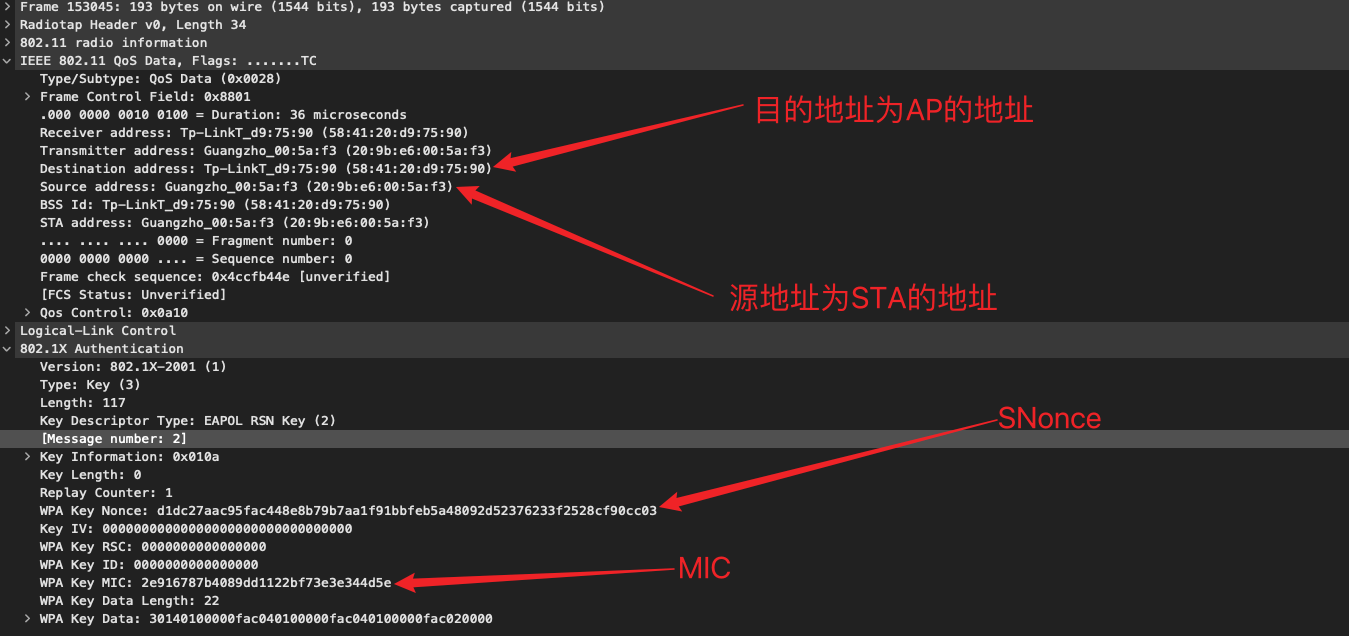 Frame 153045: 193 bytes on wire (1544 bits), 193 bytes captured (1544 bits)
Radiotap Header v0, Length 34
802.11 radio information
IEEE 802.11 QoS Data, Flags: .......TC
Type/Subtype: QoS Data (0x0028)
Frame Control Field: 0x8801
.000 0000 0010 0100 = Duration: 36 microseconds
Receiver address: Tp-LinkT_d9:75:90 (58:41:20:d9:75:90)
Transmitter address: Guangzho_00:5a:f3 (20:9b:e6:00:5a:f3)
Destination address: Tp-LinkT_d9:75:90 (58:41:20:d9:75:90)
Source address: Guangzho_00:5a:f3 (20:9b:e6:00:5a:f3)
BSS Id: Tp-LinkT_d9:75:90 (58:41:20:d9:75:90)
STA address: Guangzho_00:5a:f3 (20:9b:e6:00:5a:f3)
.... .... .... 0000 = Fragment number: 0
0000 0000 0000 .... = Sequence number: 0
Frame check sequence: 0x4ccfb44e [unverified]
[FCS Status: Unverified]
Qos Control: 0x0a10
Logical-Link Control
802.1X Authentication
Version: 802.1X-2001 (1)
Type: Key (3)
Length: 117
Key Descriptor Type: EAPOL RSN Key (2)
[Message number: 2]
Key Information: 0x010a
Key Length: 0
Replay Counter: 1
WPA Key Nonce: d1dc27aac95fac448e8b79b7aa1f91bbfeb5a48092d52376233f2528cf90cc03
Key IV: 00000000000000000000000000000000
WPA Key RSC: 0000000000000000
WPA Key ID: 0000000000000000
WPA Key MIC: 2e916787b4089dd1122bf73e3e344d5e
WPA Key Data Length: 22
WPA Key Data: 30140100000fac040100000fac040100000fac020000
目的地址为AP的地址
源地址为STA的地址
SNonce
MIC